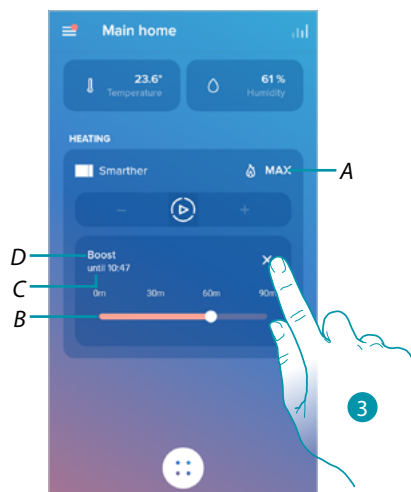 Main home
23.6°
Temperature
61 %
Humidity
HEATING
Smarther
MAX
A
−
+
D
Boost
until 10:47
C
0m 30m 60m 90m
B
3